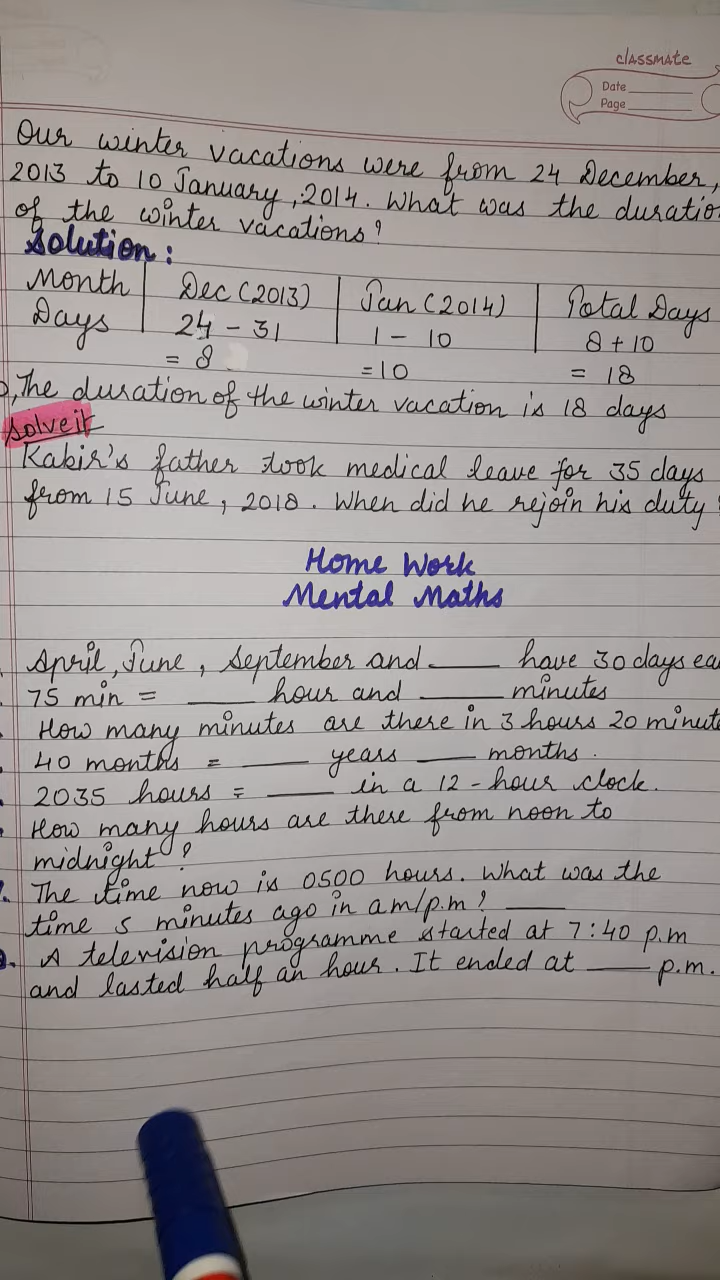 classmate
Date
Page
Our winter vacations were from 24 December,
2013 to 10 January, 2014. What was the duratio
of the winter vacations?
Solution:
Month Dec (2013) Jan (2014) Total Days
Days 24 - 31 1 - 10 8 + 10
= 8 = 10 = 18
The duration of the winter vacation is 18 days
Solve it
Kabir's father took medical leave for 35 days
from 15 June, 2018. When did he rejoin his duty?
Home Work
Mental Maths
April, June, September and ____ have 30 days ea
75 min = ____ hour and ____ minutes
How many minutes are there in 3 hours 20 minute
40 months = ____ years ____ months.
2035 hours = ____ in a 12-hour clock.
How many hours are there from noon to
midnight?
7. The time now is 0500 hours. What was the
time 5 minutes ago in am/p.m? ____
A television programme started at 7:40 p.m
and lasted half an hour. It ended at ____ p.m.